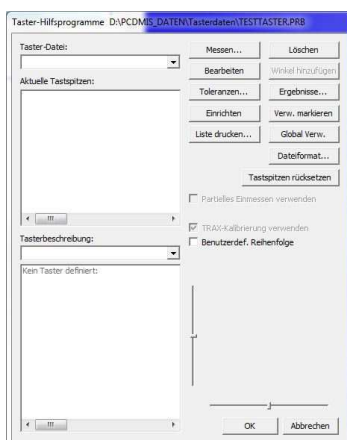 Taster-Hilfsprogramme D:\PCDMIS_DATEN\Tasterdaten\TESTTASTER.PRB
Taster-Datei:
Messen...
Löschen
Bearbeiten
Winkel hinzufügen
Aktuelle Tastspitzen:
Toleranzen...
Ergebnisse...
Einrichten
Verw. markieren
Liste drucken...
Global Verw.
Dateiformat...
Tastspitzen rücksetzen
Partielles Einmessen verwenden
TRAX-Kalibrierung verwenden
Tasterbeschreibung:
Benutzerdef. Reihenfolge
Kein Taster definiert:
OK
Abbrechen